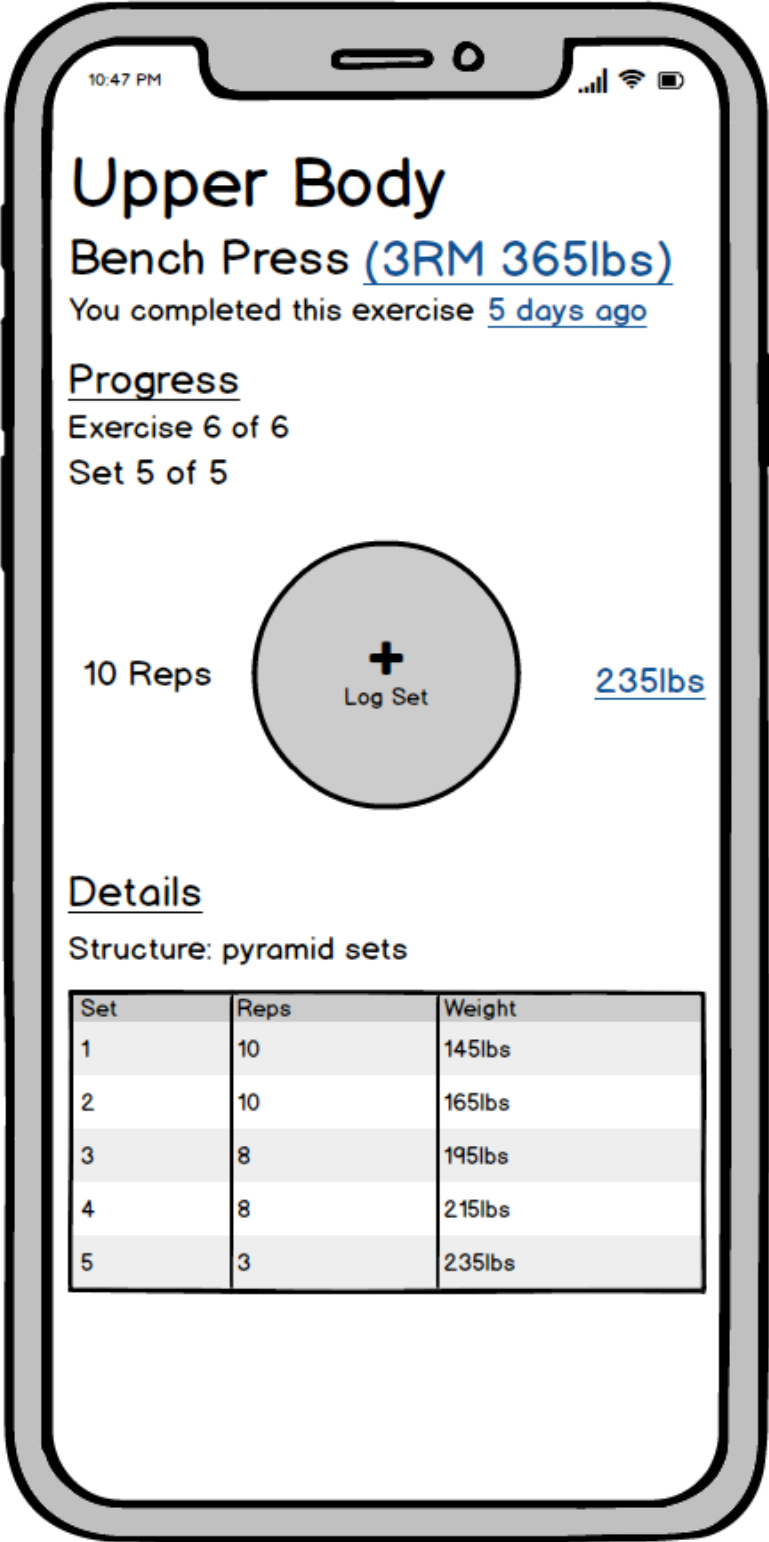 10:47 PM
Upper Body
Bench Press (3RM 365lbs)
You completed this exercise 5 days ago
Progress
Exercise 6 of 6
Set 5 of 5
10 Reps
+
Log Set
235lbs
Details
Structure: pyramid sets
Set Reps Weight
1 10 145lbs
2 10 165lbs
3 8 195lbs
4 8 215lbs
5 3 235lbs